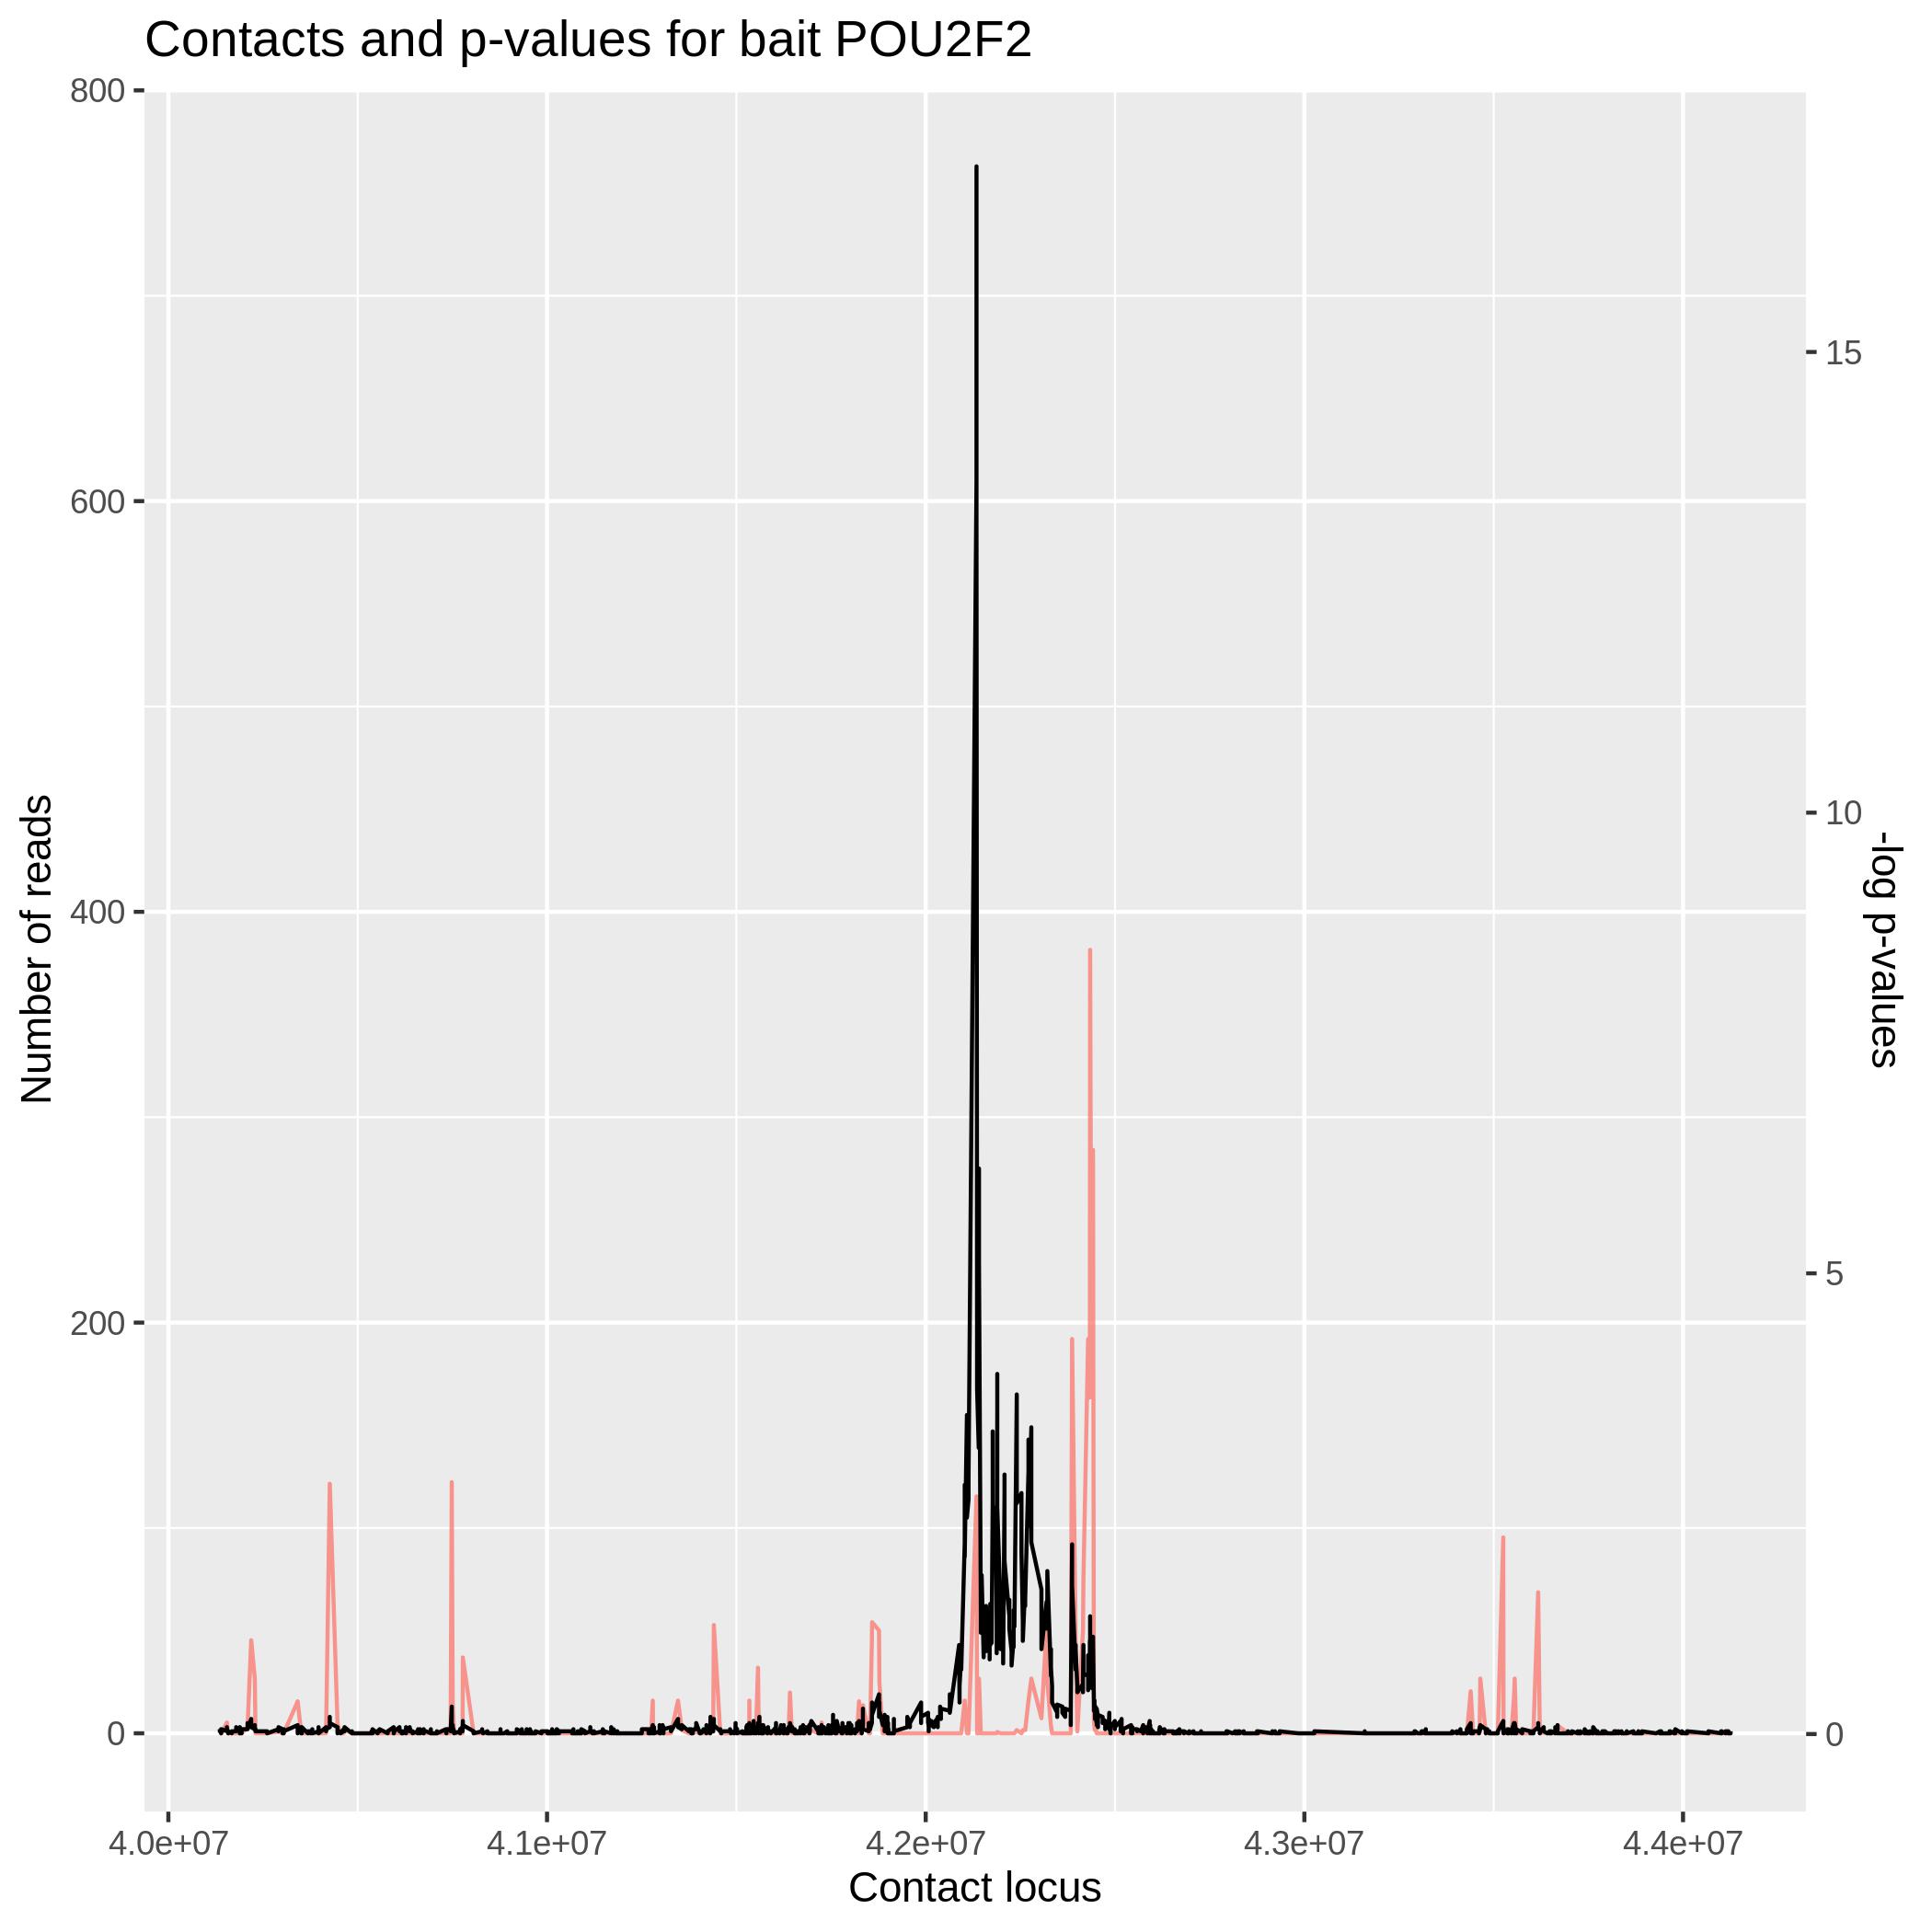 Contacts and p-values for bait POU2F2
800
600
400
200
0
Number of reads
15
10
5
0
-log p-values
4.0e+07
4.1e+07
4.2e+07
4.3e+07
4.4e+07
Contact locus